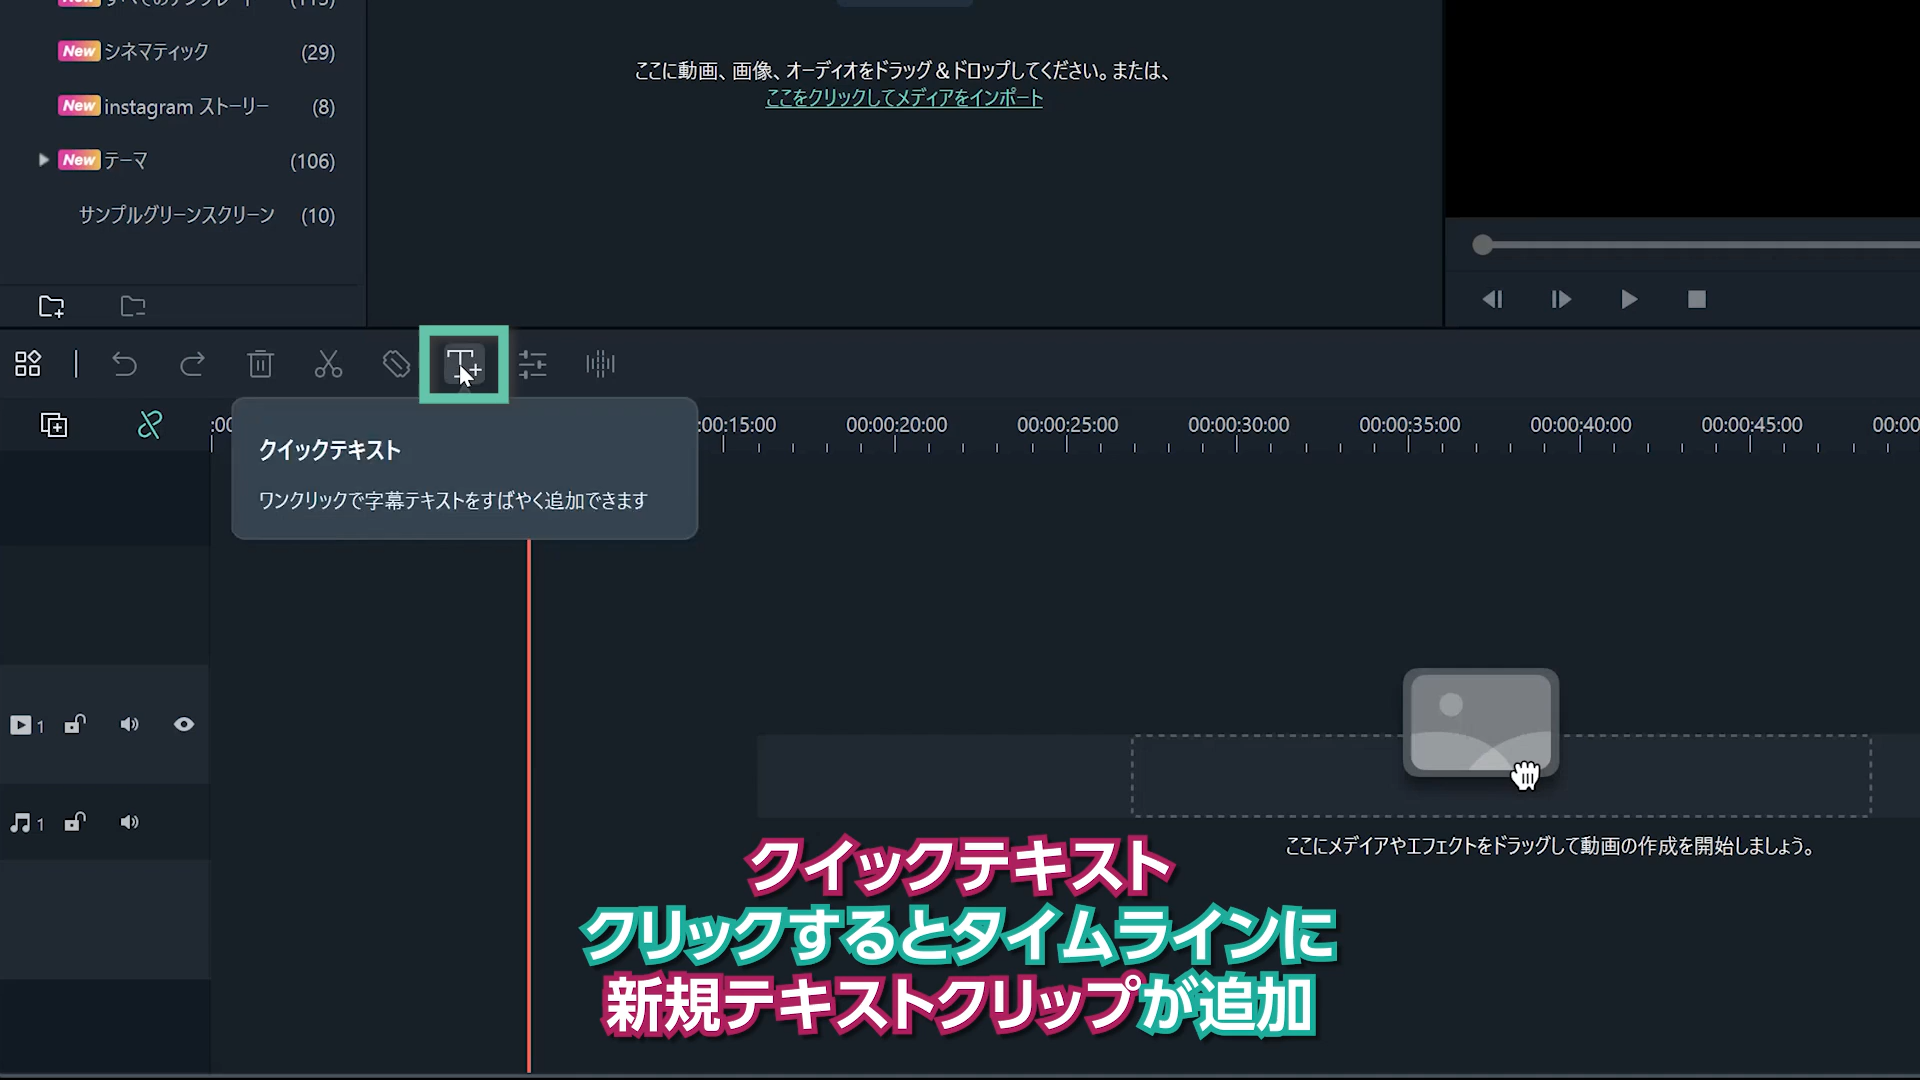 New シネマティック (29)
New instagram ストーリー (8)
New テーマ (106)
サンプルグリーンスクリーン (10)
ここに動画、画像、オーディオをドラッグ＆ドロップしてください。または、
ここをクリックしてメディアをインポート
00:15:00 00:00:20:00 00:00:25:00 00:00:30:00 00:00:35:00 00:00:40:00 00:00:45:00 00:00
クイックテキスト
ワンクリックで字幕テキストをすばやく追加できます
1
1
ここにメデイアやエフェクトをドラッグして動画の作成を開始しましょう。
クイックテキスト
クリックするとタイムラインに
新規テキストクリップが追加